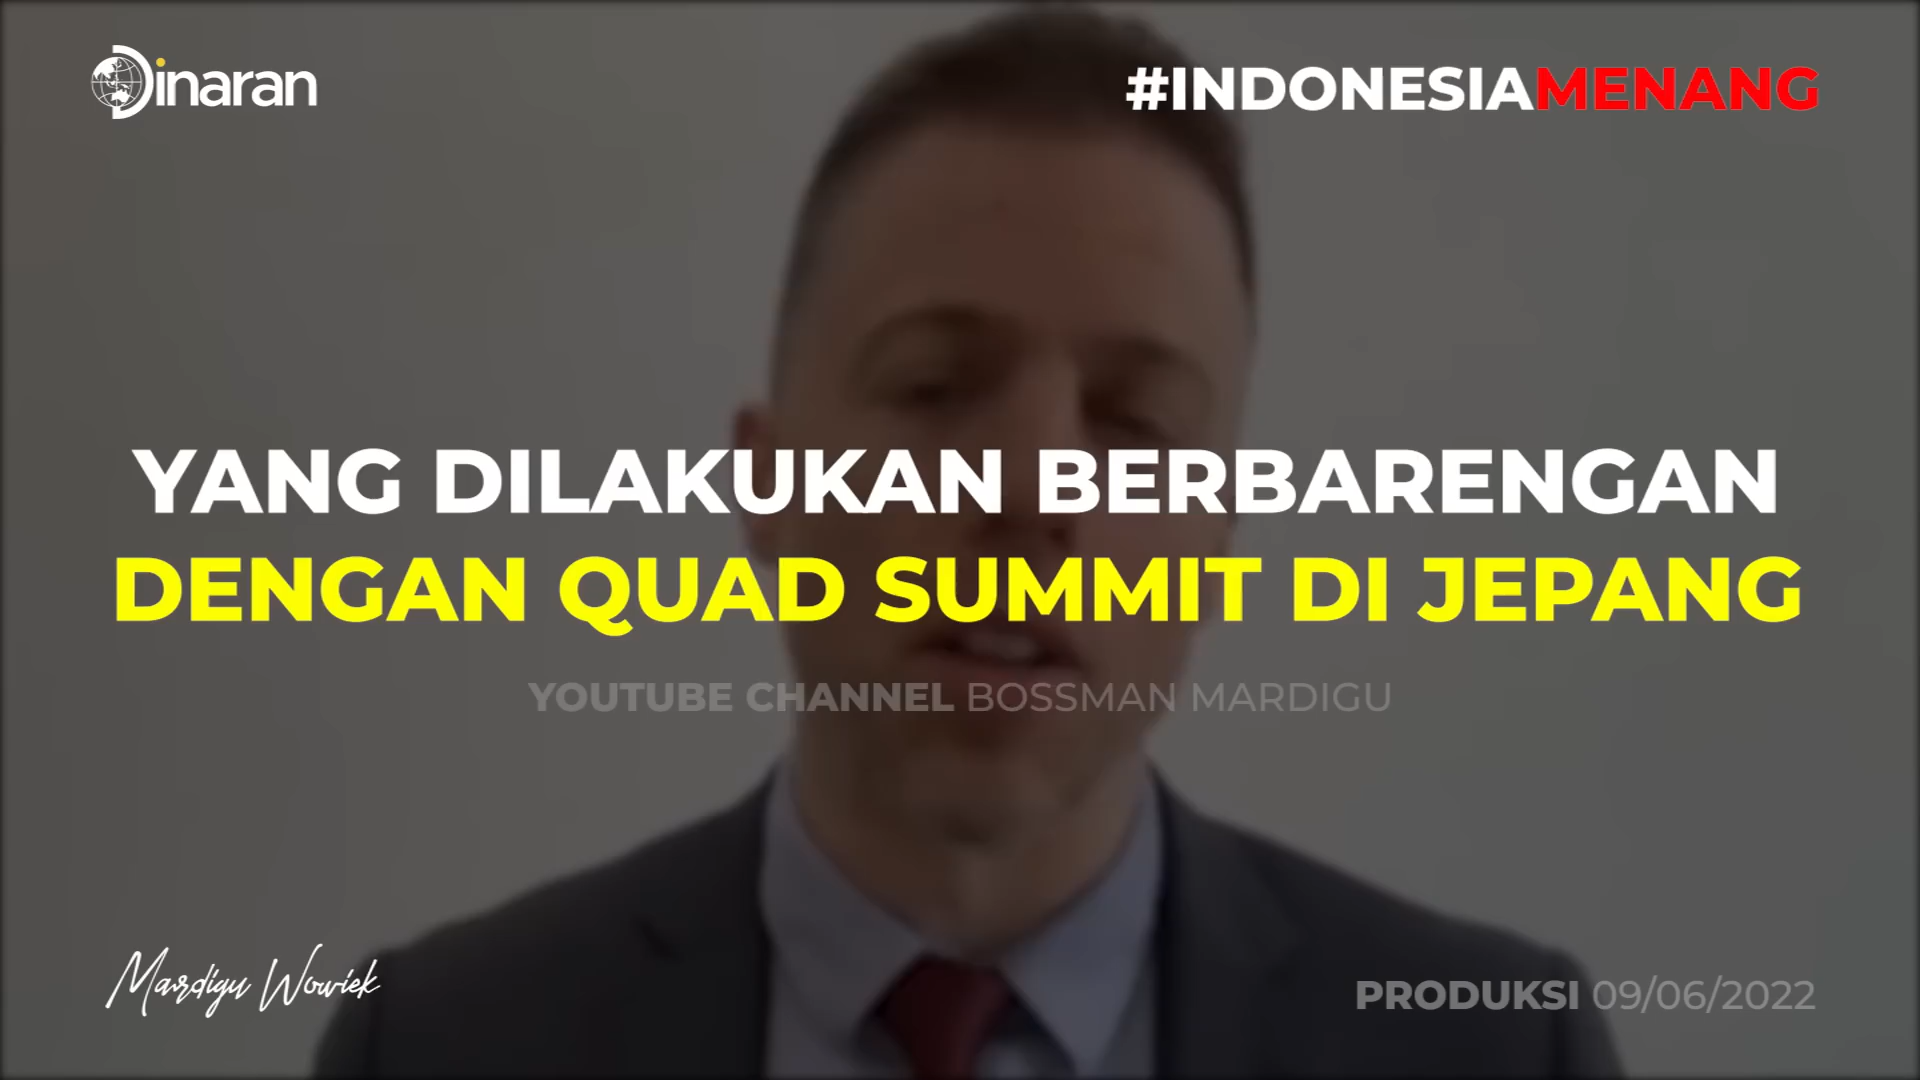 Dinaran
#INDONESIAMENANG
YANG DILAKUKAN BERBARENGAN
DENGAN QUAD SUMMIT DI JEPANG
YOUTUBE CHANNEL BOSSMAN MARDIGU
Mardigu Wowiek
PRODUKSI 09/06/2022